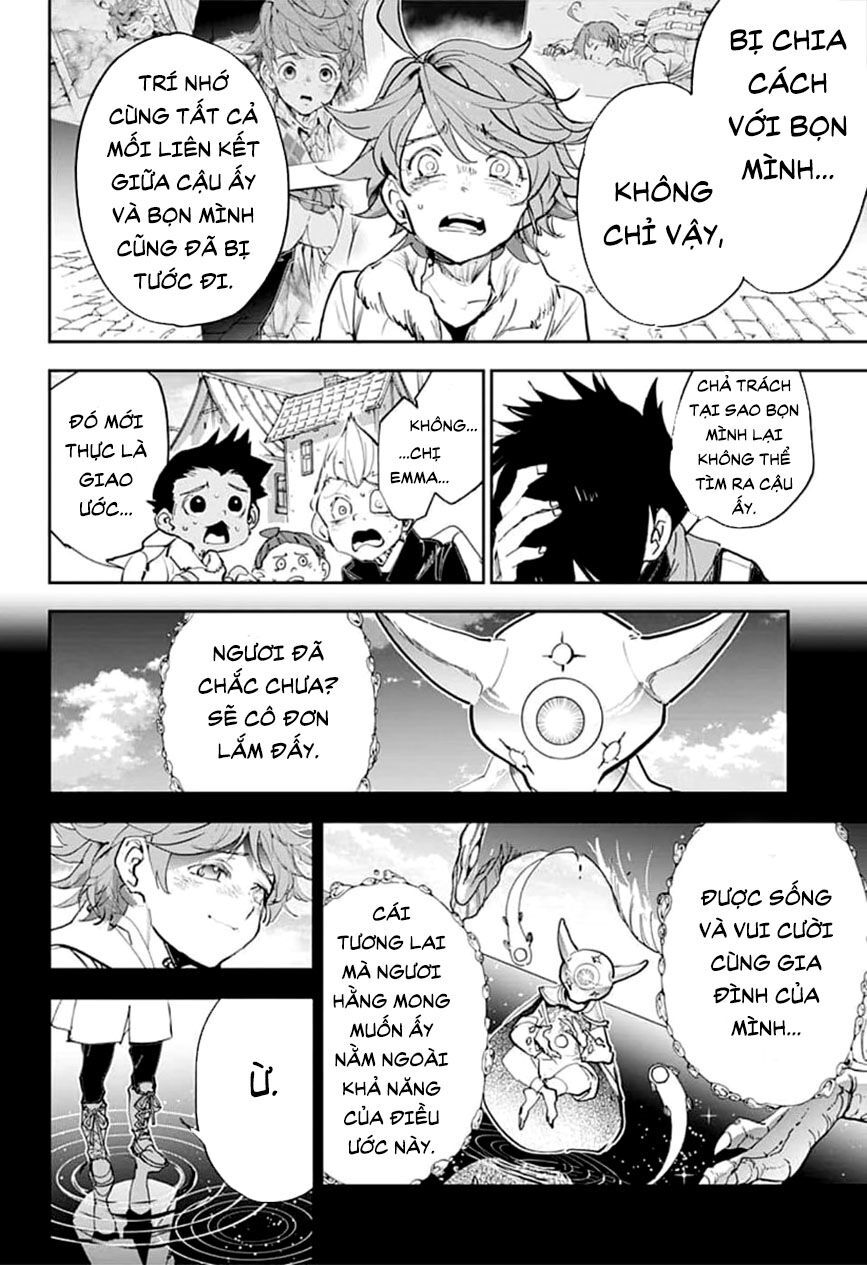 BỊ CHIA
CÁCH
VỚI BỌN
MÌNH...
KHÔNG
CHỈ VẬY,
TRÍ NHỚ
CÙNG TẤT CẢ
MỐI LIÊN KẾT
GIỮA CẬU ẤY
VÀ BỌN MÌNH
CŨNG ĐÃ BỊ
TƯỚC ĐI.
CHẢ TRÁCH
TẠI SAO BỌN
MÌNH LẠI
KHÔNG THỂ
TÌM RA CẬU
ẤY.
KHÔNG...
...CHỊ
EMMA...
ĐÓ MỚI
THỰC LÀ
GIAO
ƯỚC...
NGƯƠI ĐÃ
CHẮC CHƯA?
SẼ CÔ ĐƠN
LẮM ĐẤY.
ĐƯỢC SỐNG
VÀ VUI CƯỜI
CÙNG GIA
ĐÌNH CỦA
MÌNH...
CÁI
TƯƠNG LAI
MÀ NGƯƠI
HẰNG MONG
MUỐN ẤY
NẰM NGOÀI
KHẢ NĂNG
CỦA ĐIỀU
ƯỚC NÀY.
Ừ.